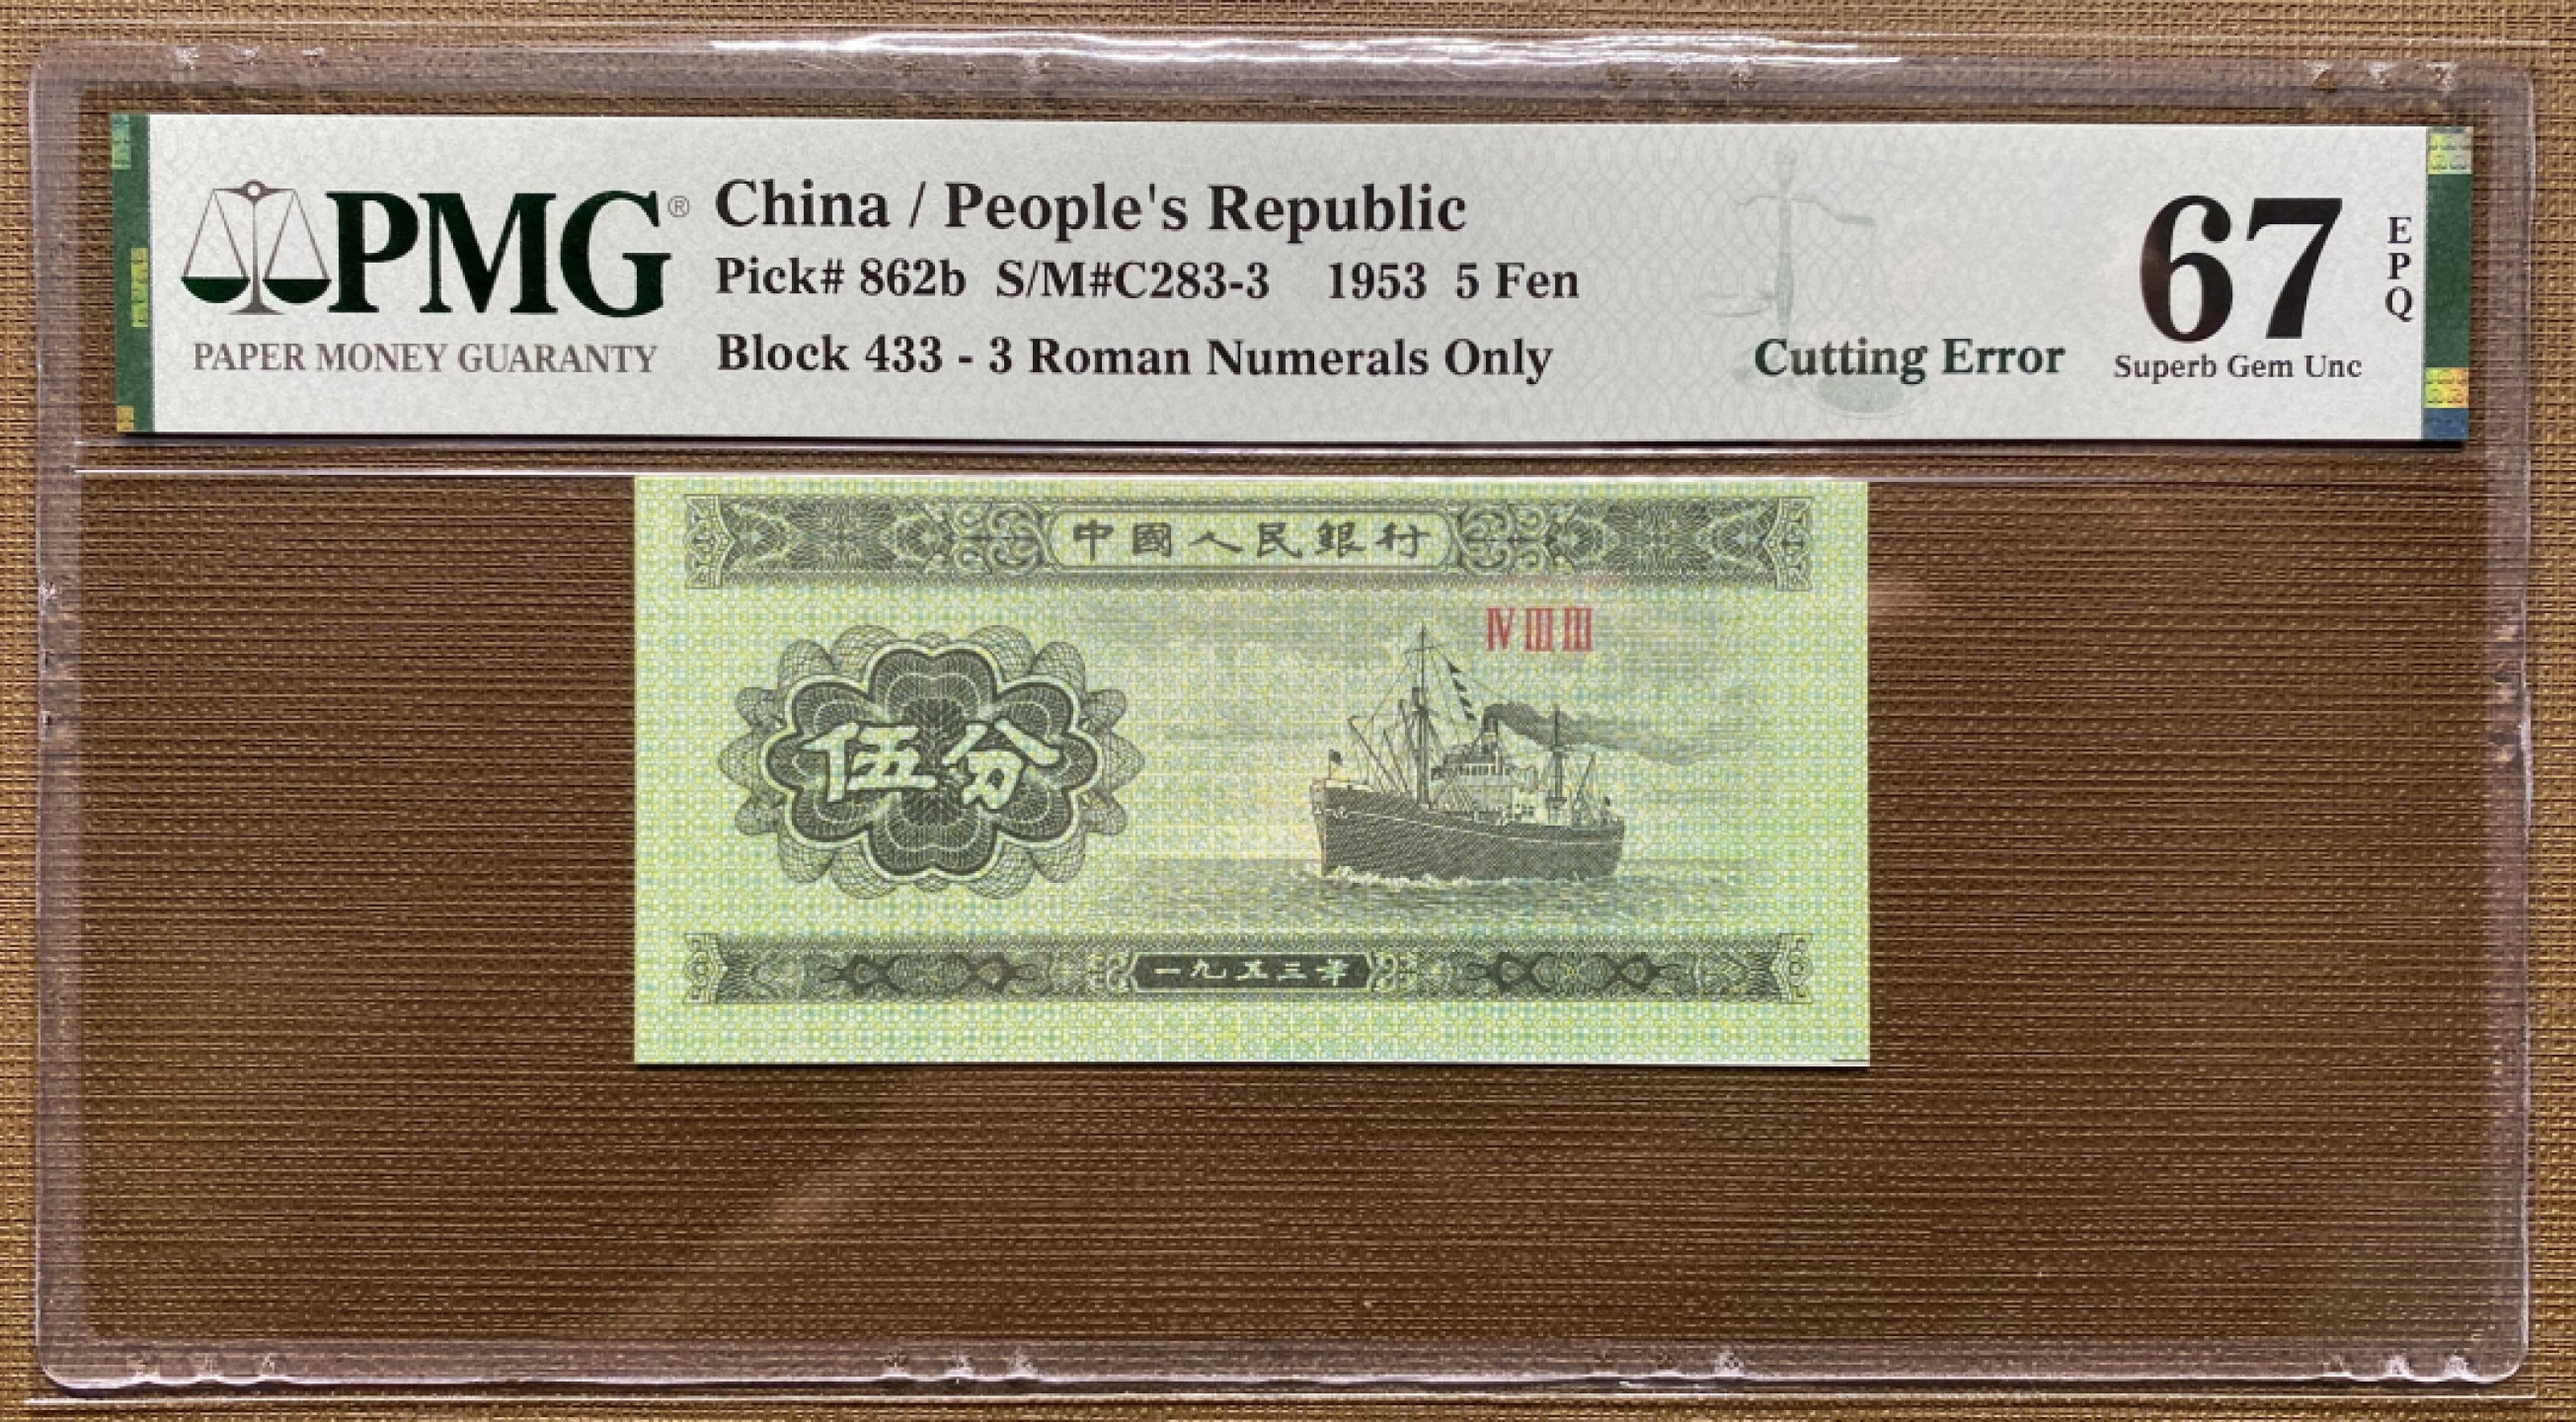 PMG®
PAPER MONEY GUARANTY
China / People's Republic
Pick# 862b S/M#C283-3 1953 5 Fen
Block 433 - 3 Roman Numerals Only
Cutting Error
67
EPQ
Superb Gem Unc
中國人民銀行
IV III III
伍分
一九五三年